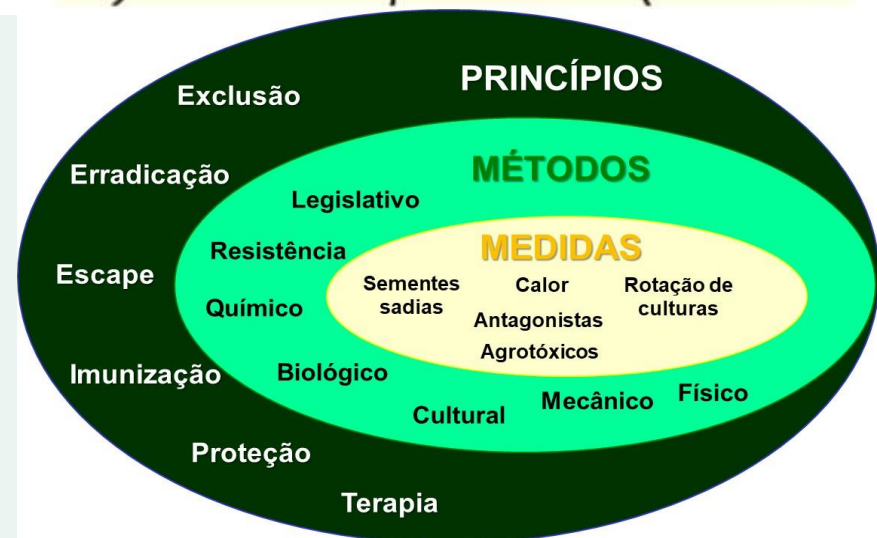 PRINCÍPIOS
Exclusão
Erradicação
Escape
Imunização
Proteção
Terapia
MÉTODOS
Legislativo
Resistência
Químico
Biológico
Cultural
Mecânico
Físico
MEDIDAS
Sementes
sadias
Calor
Rotação de
culturas
Antagonistas
Agrotóxicos